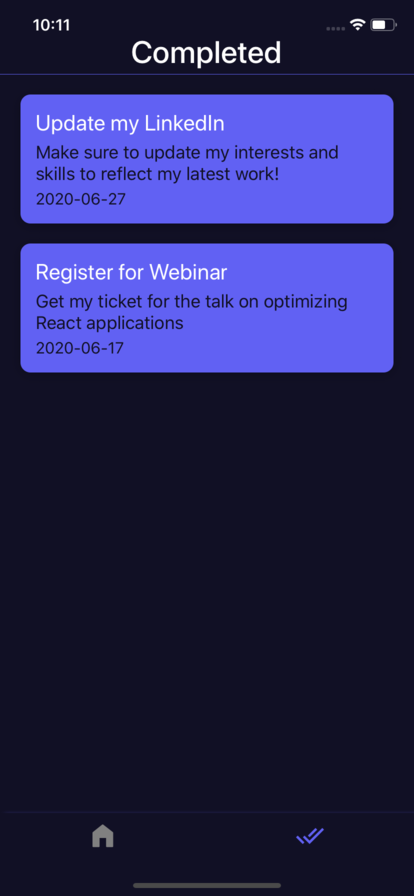 10:11
Completed
Update my LinkedIn
Make sure to update my interests and
skills to reflect my latest work!
2020-06-27
Register for Webinar
Get my ticket for the talk on optimizing
React applications
2020-06-17